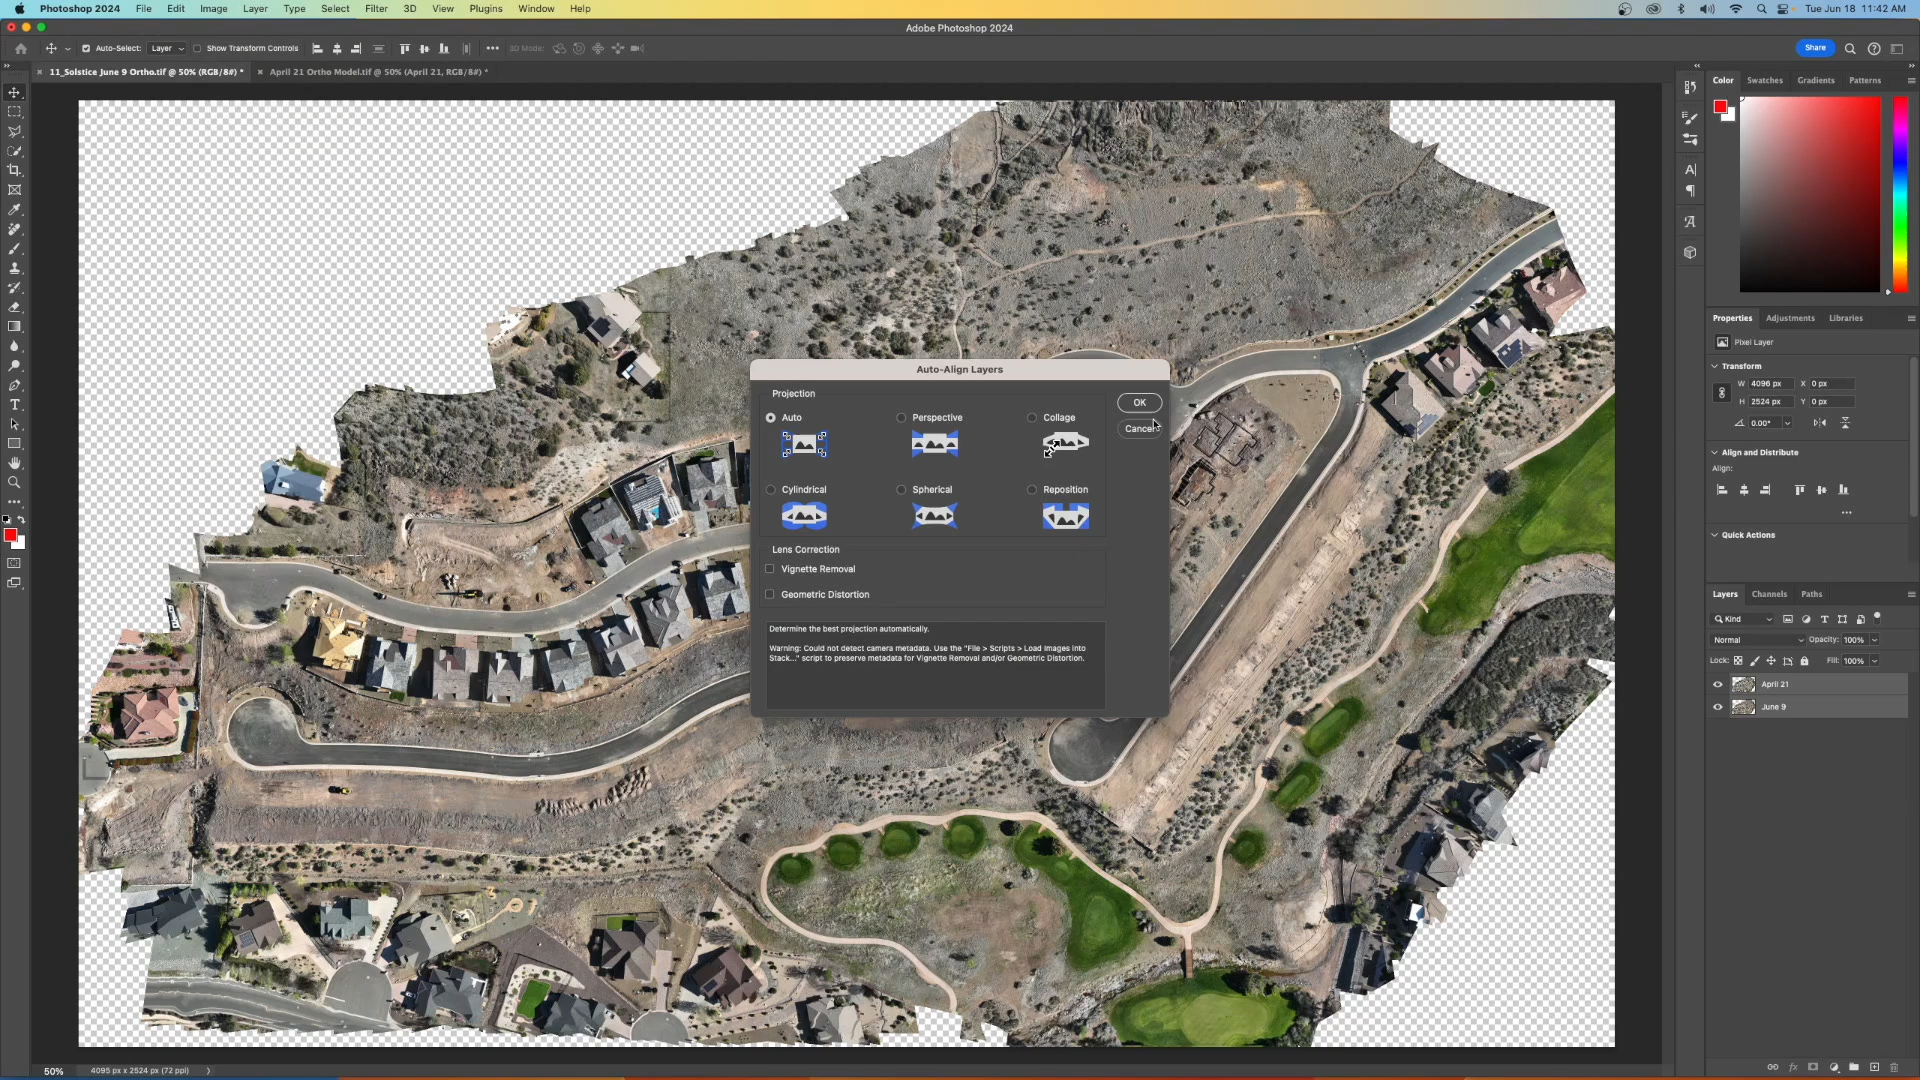 Photoshop 2024 File Edit Image Layer Type Select Filter 3D View Plugins Window Help Tue Jun 18 11:42 AM
Adobe Photoshop 2024
Auto-Select: Layer Show Transform Controls 3D Mode: Share
11_Solstice June 9 Ortho.tif @ 50% (RGB/8#) * April 21 Ortho Model.tif @ 50% (April 21, RGB/8#) *
Color Swatches Gradients Patterns
Properties Adjustments Libraries
Pixel Layer
Transform
W 4096 px X 0 px
H 2524 px Y 0 px
0.00°
Align and Distribute
Align:
Quick Actions
Layers Channels Paths
Kind
Normal Opacity: 100%
Lock: Fill: 100%
April 21
June 9
Auto-Align Layers
Projection
Auto Perspective Collage
Cylindrical Spherical Reposition
OK
Cancel
Lens Correction
Vignette Removal
Geometric Distortion
Determine the best projection automatically.
Warning: Could not detect camera metadata. Use the "File > Scripts > Load Images into
Stack..." script to preserve metadata for Vignette Removal and/or Geometric Distortion.
50% 4095 px x 2524 px (72 ppi)